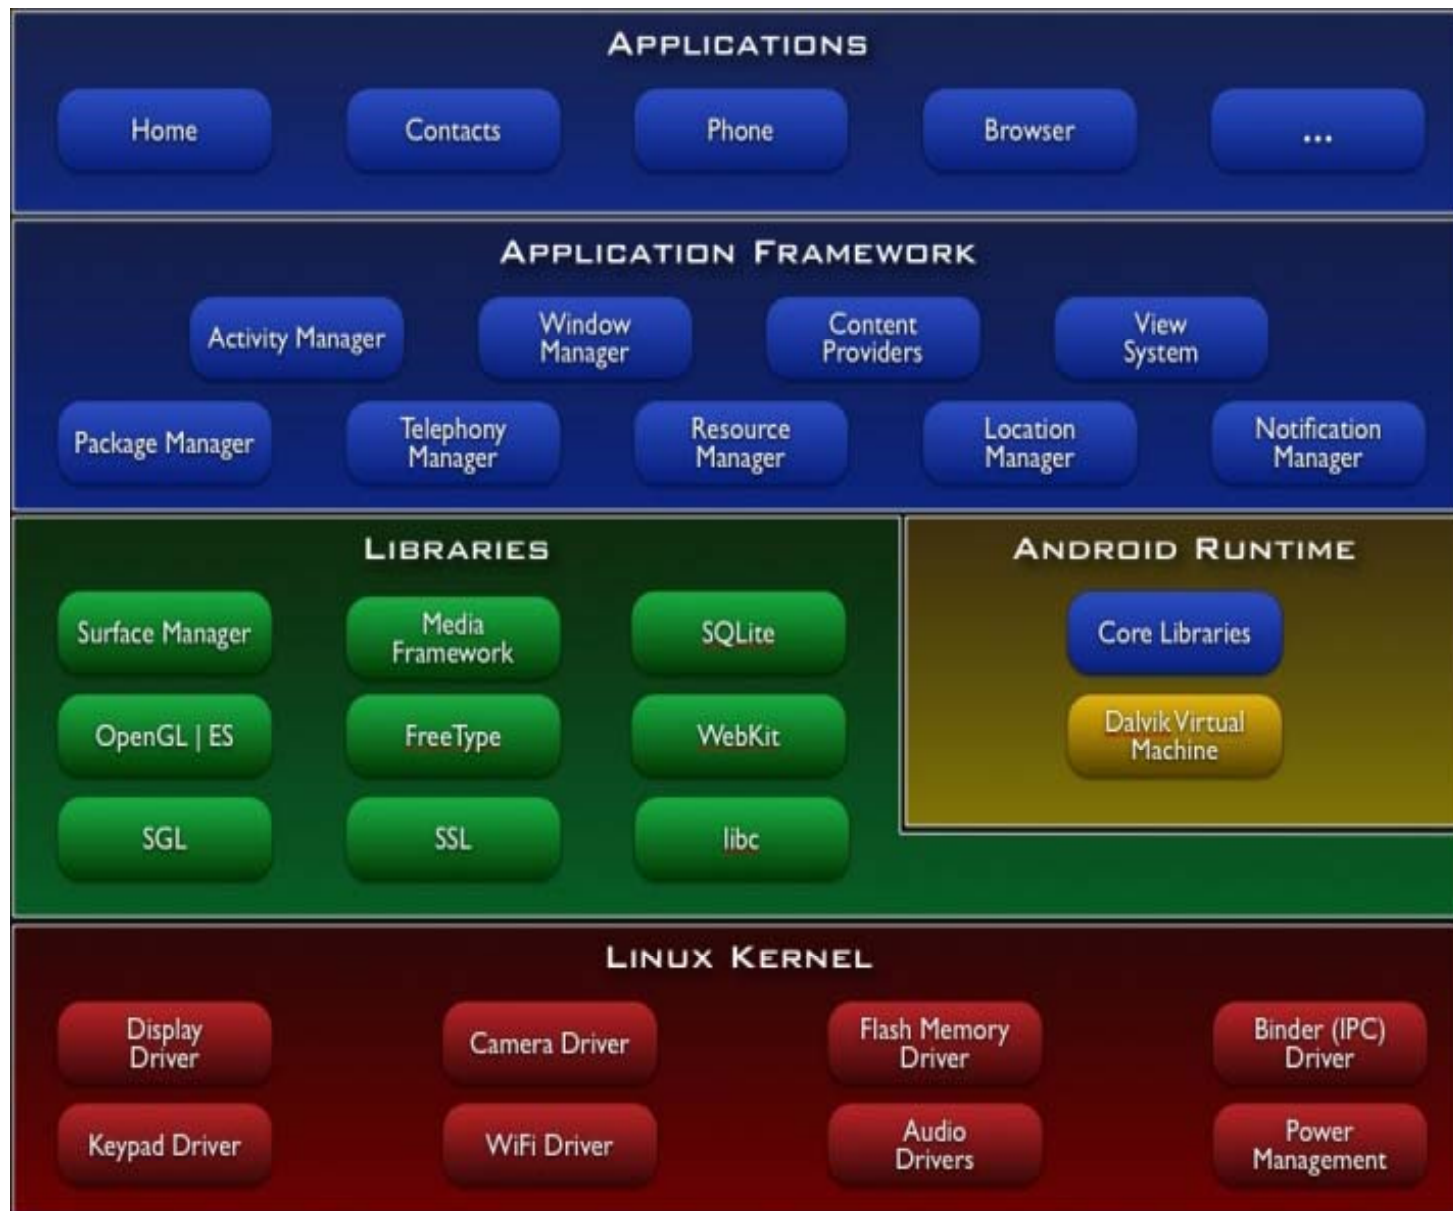 APPLICATIONS
Home
Contacts
Phone
Browser
...
APPLICATION FRAMEWORK
Activity Manager
Window
Manager
Content
Providers
View
System
Package Manager
Telephony
Manager
Resource
Manager
Location
Manager
Notification
Manager
LIBRARIES
Surface Manager
Media
Framework
SQLite
OpenGL | ES
FreeType
WebKit
SGL
SSL
libc
ANDROID RUNTIME
Core Libraries
Dalvik Virtual
Machine
LINUX KERNEL
Display
Driver
Camera Driver
Flash Memory
Driver
Binder (IPC)
Driver
Keypad Driver
WiFi Driver
Audio
Drivers
Power
Management